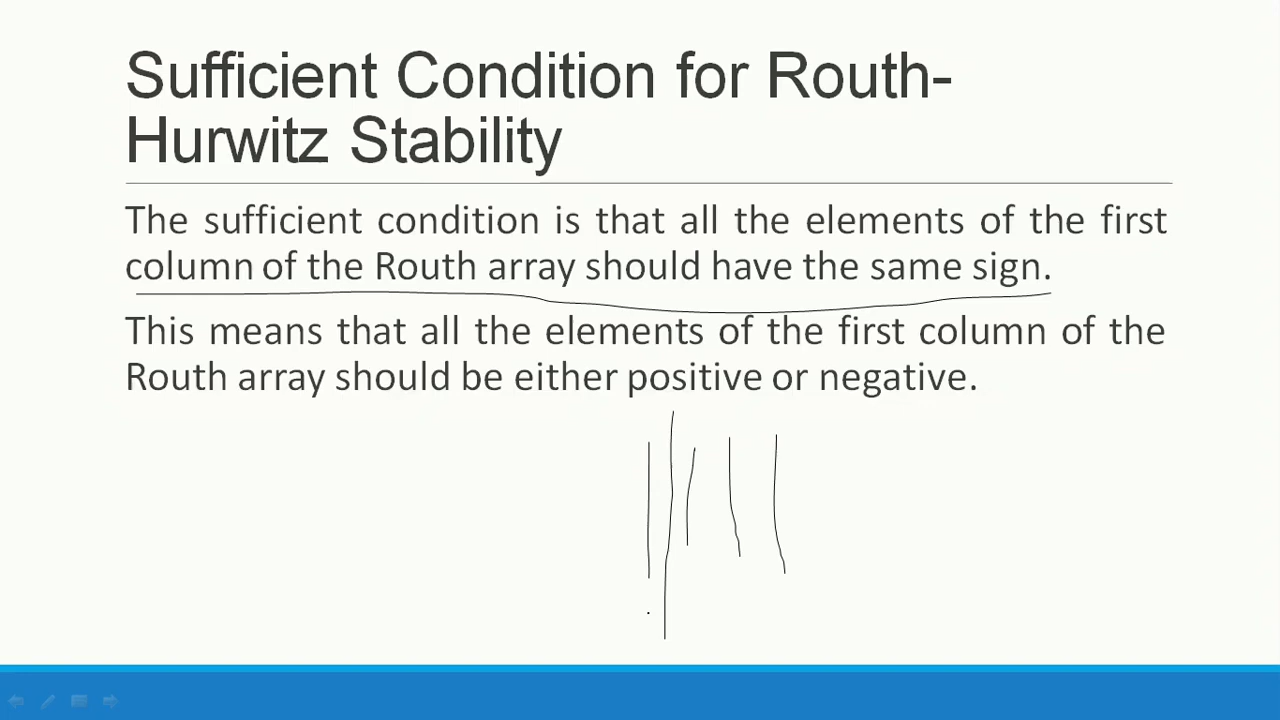 Sufficient Condition for Routh-
Hurwitz Stability
The sufficient condition is that all the elements of the first
column of the Routh array should have the same sign.
This means that all the elements of the first column of the
Routh array should be either positive or negative.